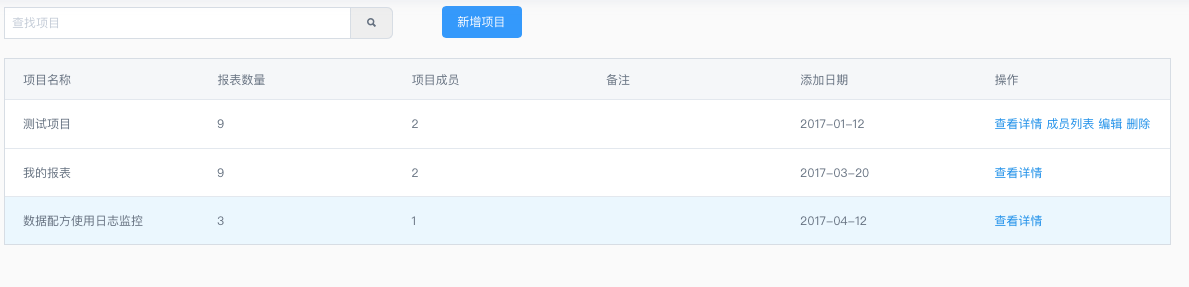 查找项目 新增项目
项目名称 报表数量 项目成员 备注 添加日期 操作
测试项目 9 2 2017-01-12 查看详情 成员列表 编辑 删除
我的报表 9 2 2017-03-20 查看详情
数据配方使用日志监控 3 1 2017-04-12 查看详情